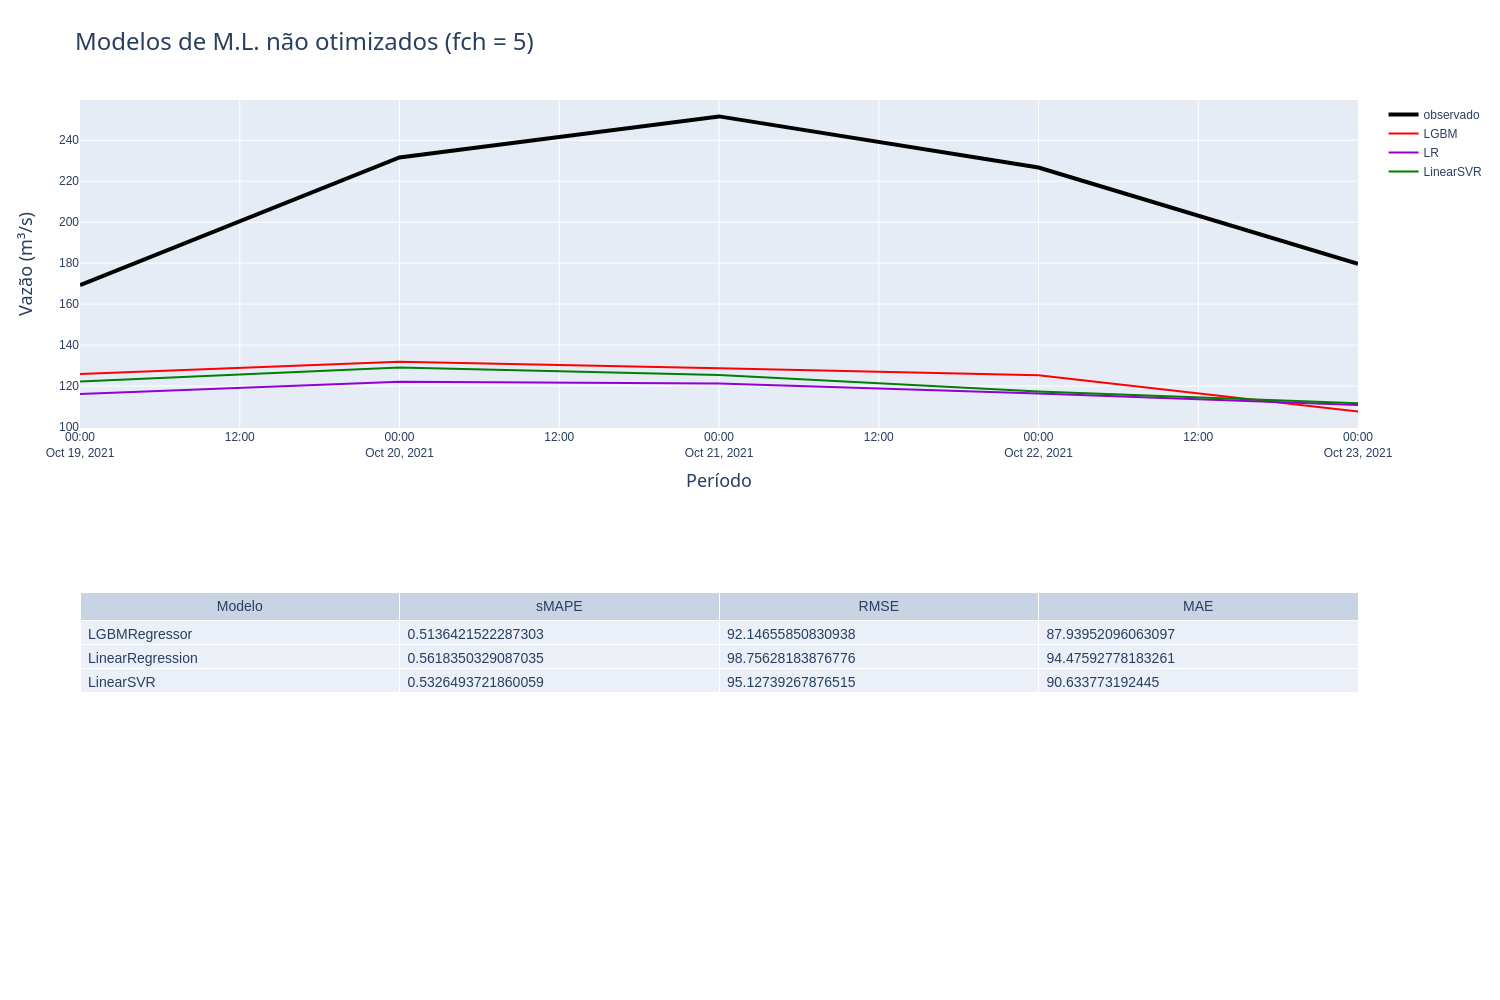 Modelos de M.L. não otimizados (fch = 5)
observado
LGBM
LR
LinearSVR
Vazão (m³/s)
240
220
200
180
160
140
120
100
00:00 12:00 00:00 12:00 00:00 12:00 00:00 12:00 00:00
Oct 19, 2021 Oct 20, 2021 Oct 21, 2021 Oct 22, 2021 Oct 23, 2021
Período
Modelo sMAPE RMSE MAE
LGBMRegressor 0.5136421522287303 92.14655850830938 87.93952096063097
LinearRegression 0.5618350329087035 98.75628183876776 94.47592778183261
LinearSVR 0.5326493721860059 95.12739267876515 90.633773192445